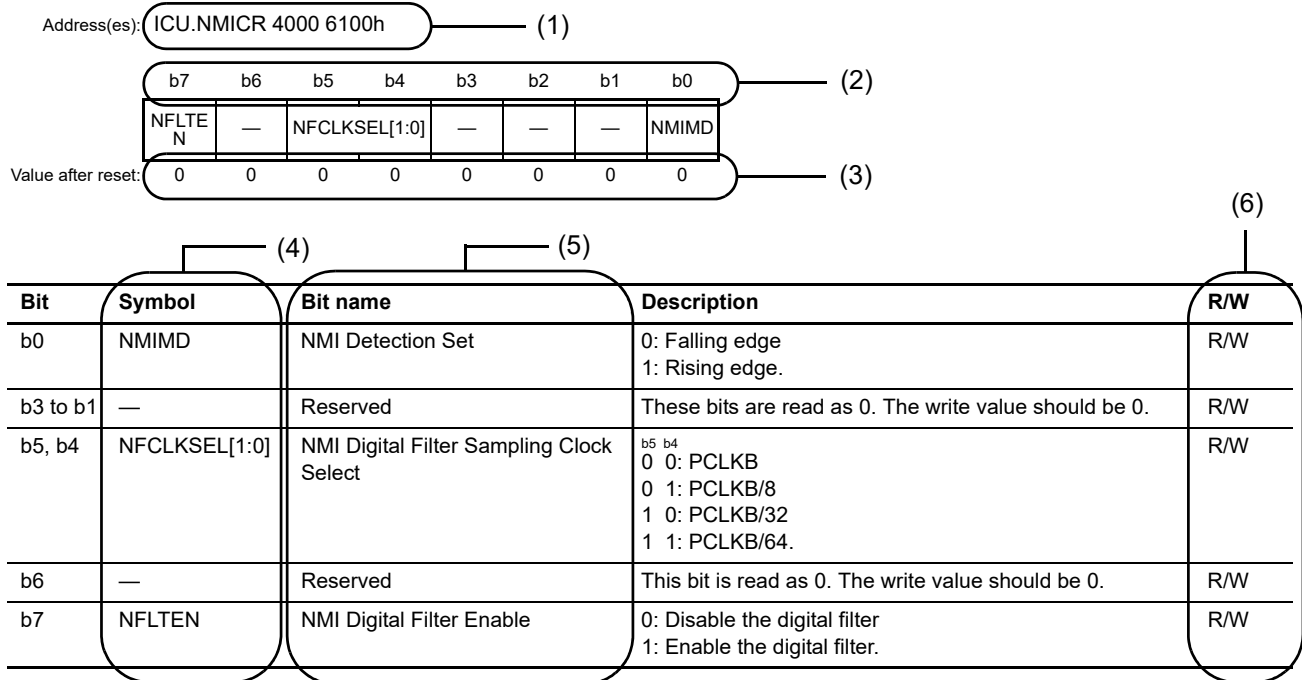 Address(es): ICU.NMICR 4000 6100h (1)
b7 b6 b5 b4 b3 b2 b1 b0 (2)
NFLTE
N — NFCLKSEL[1:0] — — — NMIMD
Value after reset: 0 0 0 0 0 0 0 0 (3)
(6)
(4) (5)
Bit Symbol Bit name Description R/W
b0 NMIMD NMI Detection Set 0: Falling edge R/W
1: Rising edge.
b3 to b1 — Reserved These bits are read as 0. The write value should be 0. R/W
b5, b4 NFCLKSEL[1:0] NMI Digital Filter Sampling Clock b5 b4 R/W
Select 0 0: PCLKB
0 1: PCLKB/8
1 0: PCLKB/32
1 1: PCLKB/64.
b6 — Reserved This bit is read as 0. The write value should be 0. R/W
b7 NFLTEN NMI Digital Filter Enable 0: Disable the digital filter R/W
1: Enable the digital filter.